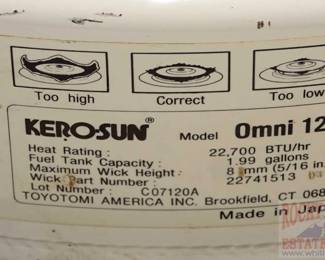 Too high Correct Too low
KERO-SUN® Model Omni 12
Heat Rating: 22,700 BTU/hr
Fuel Tank Capacity: 1.99 gallons
Maximum Wick Height: 8 mm (5/16 in.
Wick Part Number: 22741513
Lot Number: C07120A
TOYOTOMI AMERICA INC. Brookfield, CT 068
Made in Jap
ESTATE